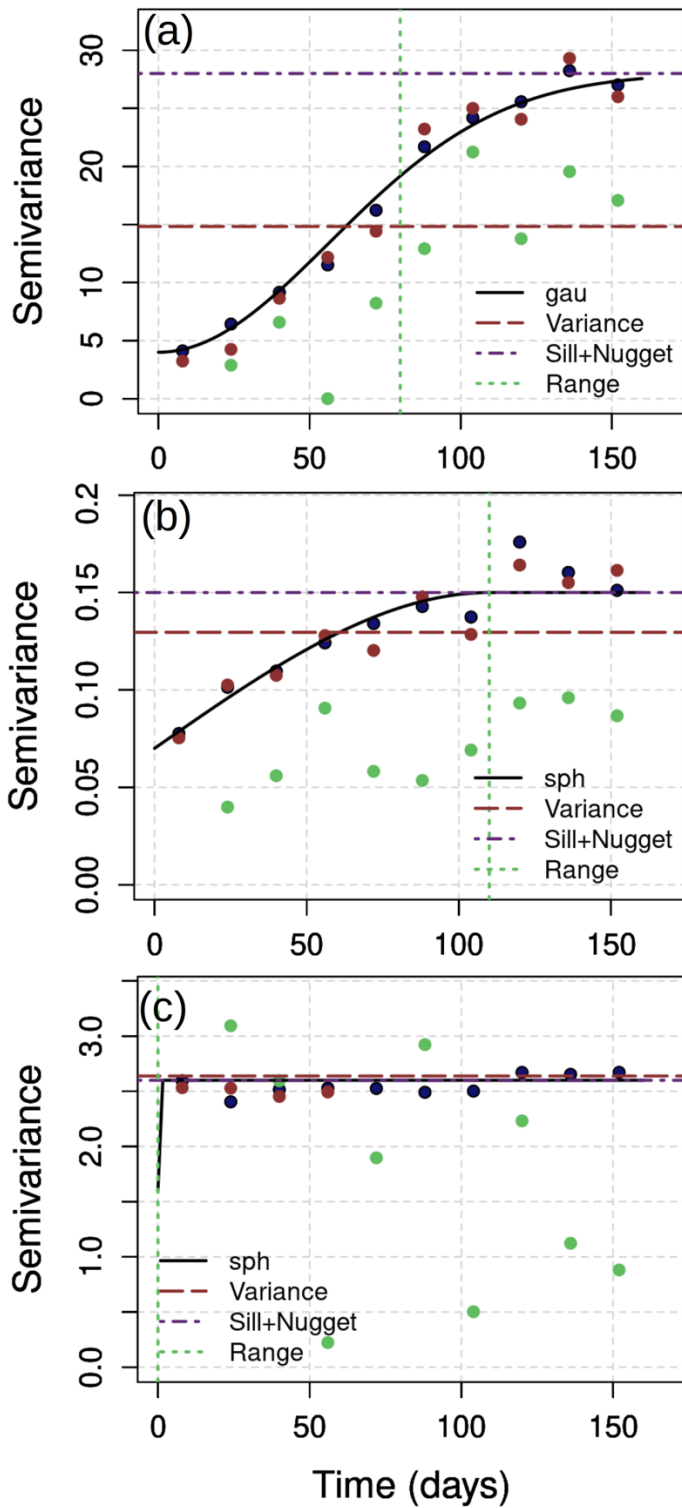 (a)
Semivariance
30
20
10
5
0
gau
Variance
Sill+Nugget
Range
0 50 100 150
(b)
Semivariance
0.2
0.15
0.10
0.05
0.00
sph
Variance
Sill+Nugget
Range
0 50 100 150
(c)
Semivariance
3.0
2.0
1.0
0.0
sph
Variance
Sill+Nugget
Range
0 50 100 150
Time (days)